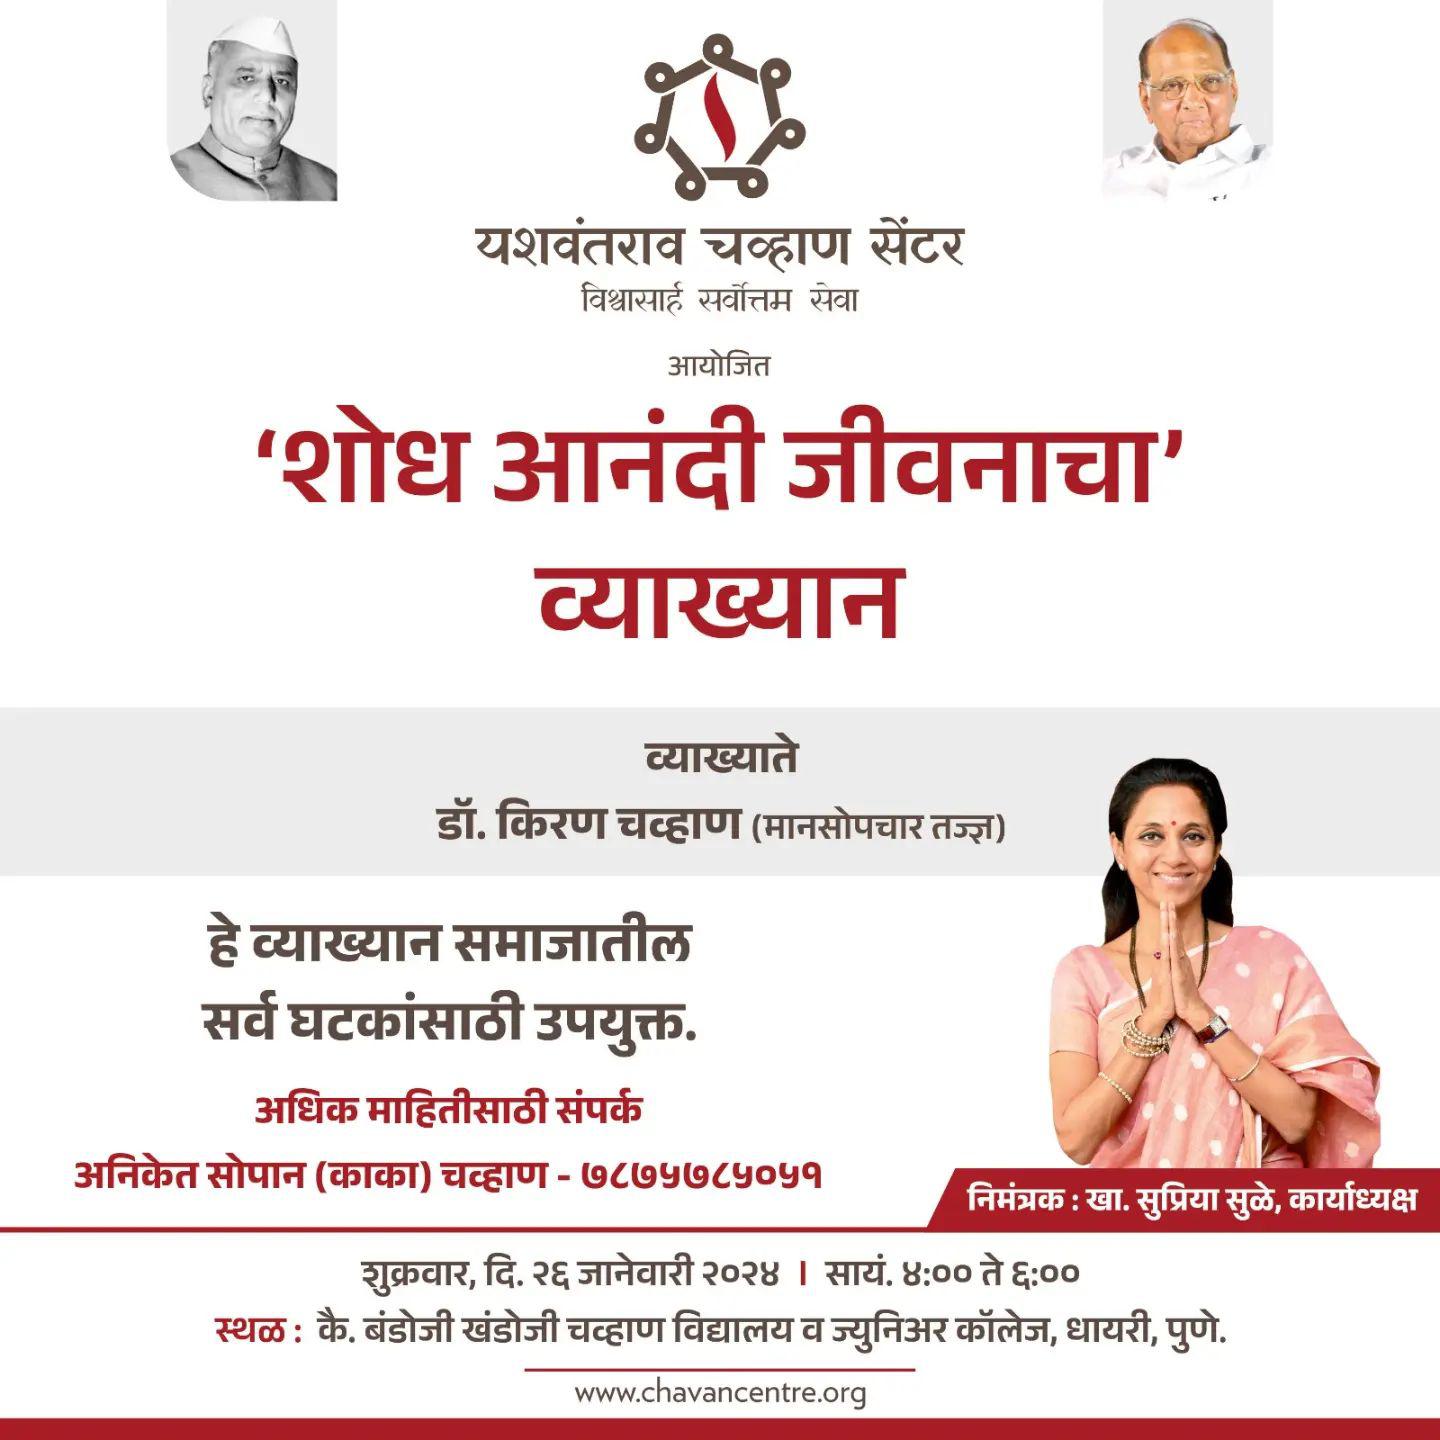 यशवंतराव चव्हाण सेंटर
विश्वासार्ह सर्वोत्तम सेवा
आयोजित
‘शोध आनंदी जीवनाचा’
व्याख्यान
व्याख्याते
डॉ. किरण चव्हाण (मानसोपचार तज्ज्ञ)
हे व्याख्यान समाजातील
सर्व घटकांसाठी उपयुक्त.
अधिक माहितीसाठी संपर्क
अनिकेत सोपान (काका) चव्हाण - ७८७५७८५०५१
निमंत्रक : खा. सुप्रिया सुळे, कार्याध्यक्ष
शुक्रवार, दि. २६ जानेवारी २०२४ । सायं. ४:०० ते ६:००
स्थळ : कै. बंडोजी खंडोजी चव्हाण विद्यालय व ज्युनिअर कॉलेज, धायरी, पुणे.
www.chavancentre.org